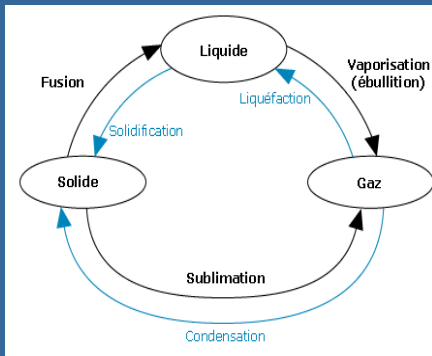 Liquide
Fusion
Vaporisation
(ébullition)
Liquéfaction
Solidification
Solide
Gaz
Sublimation
Condensation